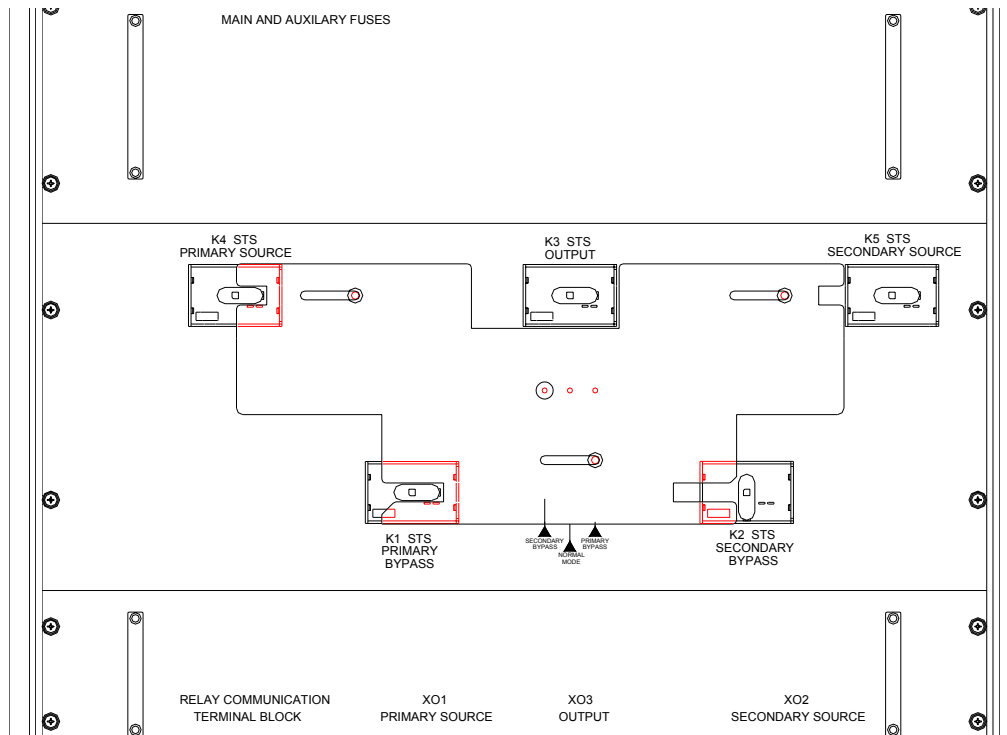 MAIN AND AUXILARY FUSES
K4 STS
PRIMARY SOURCE
K3 STS
OUTPUT
K5 STS
SECONDARY SOURCE
K1 STS
PRIMARY
BYPASS
SECONDARY
BYPASS
NORMAL
MODE
PRIMARY
BYPASS
K2 STS
SECONDARY
BYPASS
RELAY COMMUNICATION
TERMINAL BLOCK
XO1
PRIMARY SOURCE
XO3
OUTPUT
XO2
SECONDARY SOURCE